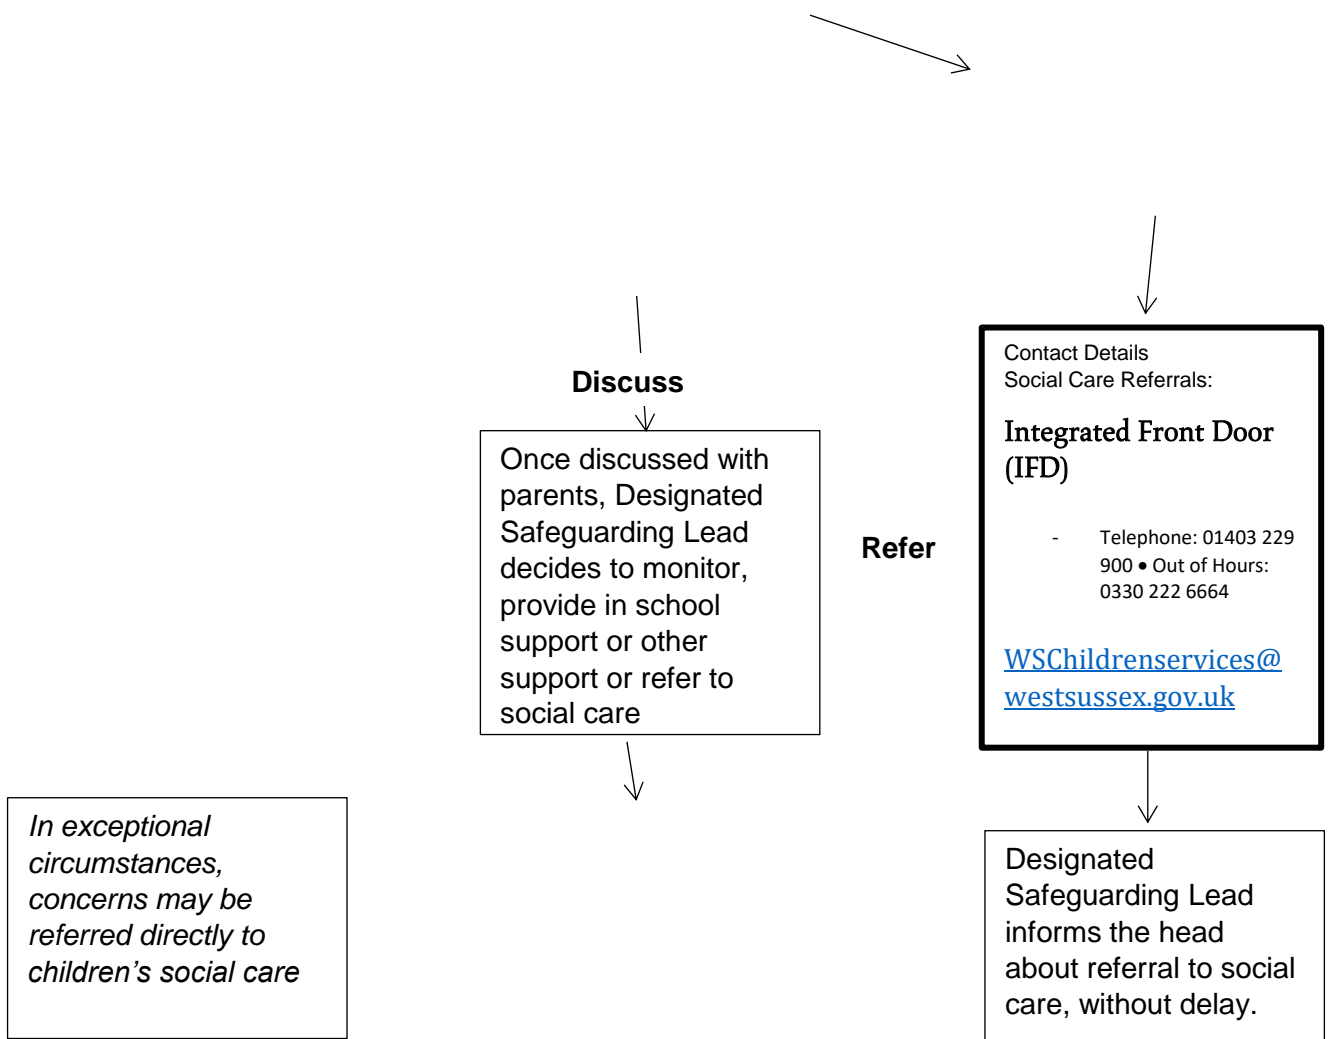 Discuss
Once discussed with
parents, Designated
Safeguarding Lead
decides to monitor,
provide in school
support or other
support or refer to
social care
Refer
Contact Details
Social Care Referrals:
Integrated Front Door
(IFD)
- Telephone: 01403 229
900 • Out of Hours:
0330 222 6664
WSChildrenservices@
westsussex.gov.uk
In exceptional
circumstances,
concerns may be
referred directly to
children’s social care
Designated
Safeguarding Lead
informs the head
about referral to social
care, without delay.